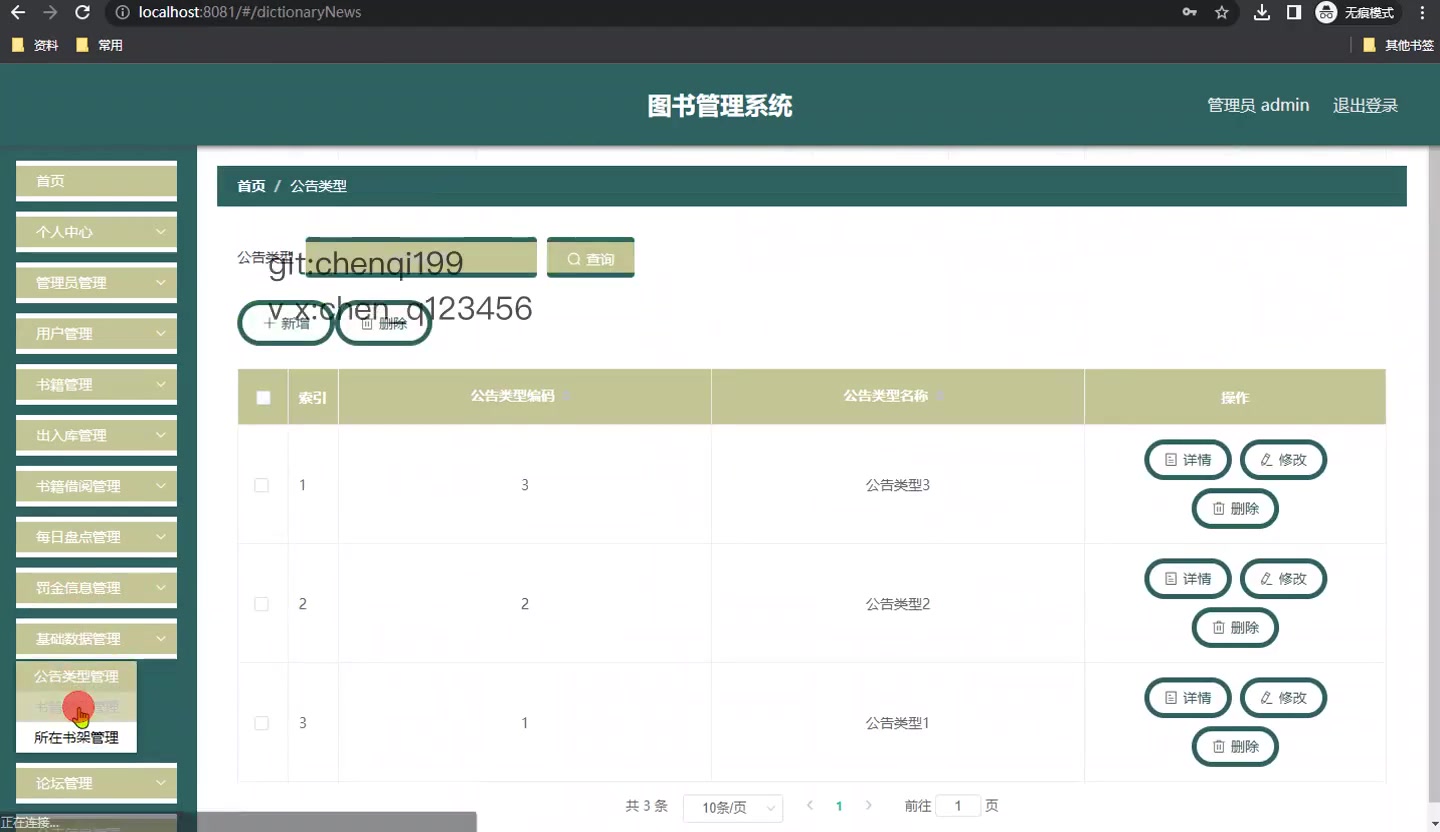 localhost:8081/#/dictionaryNews
无痕模式
资料
常用
其他书签
图书管理系统
管理员 admin
退出登录
首页
个人中心
管理员管理
用户管理
书籍管理
出入库管理
书籍借阅管理
每日盘点管理
罚金信息管理
基础数据管理
公告类型管理
所在书架管理
论坛管理
正在连接...
首页 / 公告类型
公告类型
查询
git:chenqi199
v x:chen_q123456
新增
删除
索引 公告类型编码 公告类型名称 操作
1 3 公告类型3 详情 修改
删除
2 2 公告类型2 详情 修改
删除
3 1 公告类型1 详情 修改
删除
共 3 条 10条/页 1 前往 1 页